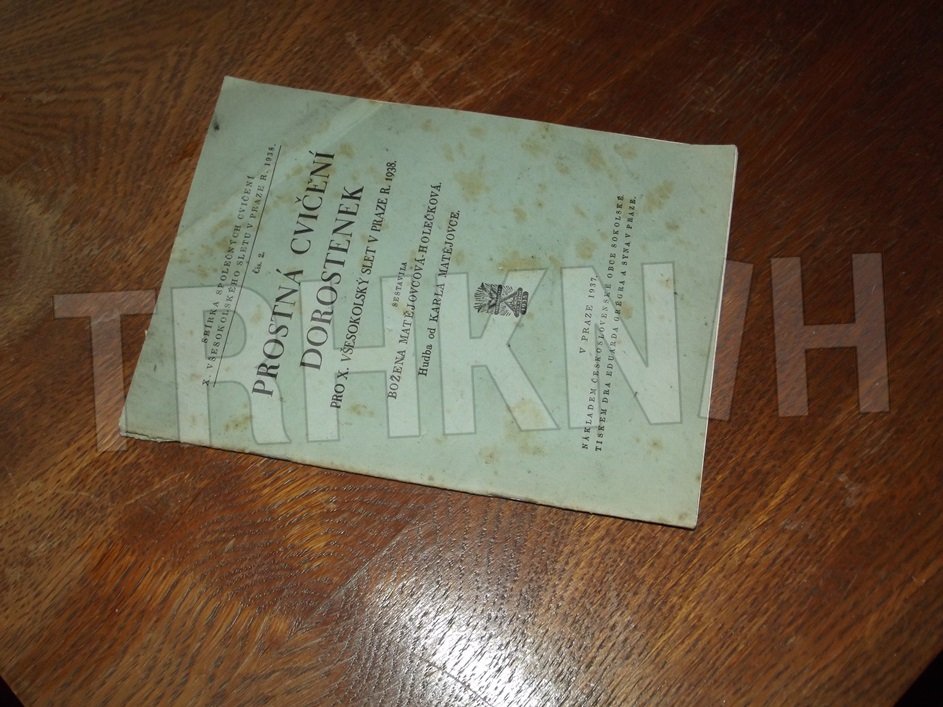 SBÍRKA SPOLEČNÝCH CVIČENÍ
X. VŠESOKOLSKÉHO SLETU V PRAZE R. 1938.
Čís. 2.
PROSTNÁ CVIČENÍ
DOROSTENEK
PRO X. VŠESOKOLSKÝ SLET V PRAZE R. 1938.
SESTAVILA
BOŽENA MATĚJOVCOVÁ-HOLEČKOVÁ.
Hudba od KARLA MATĚJOVCE.
V PRAZE 1937.
NÁKLADEM ČESKOSLOVENSKÉ OBCE SOKOLSKÉ.
TISKEM DRA EDUARDA GRÉGRA A SYNA V PRAZE.
TRHKNIH